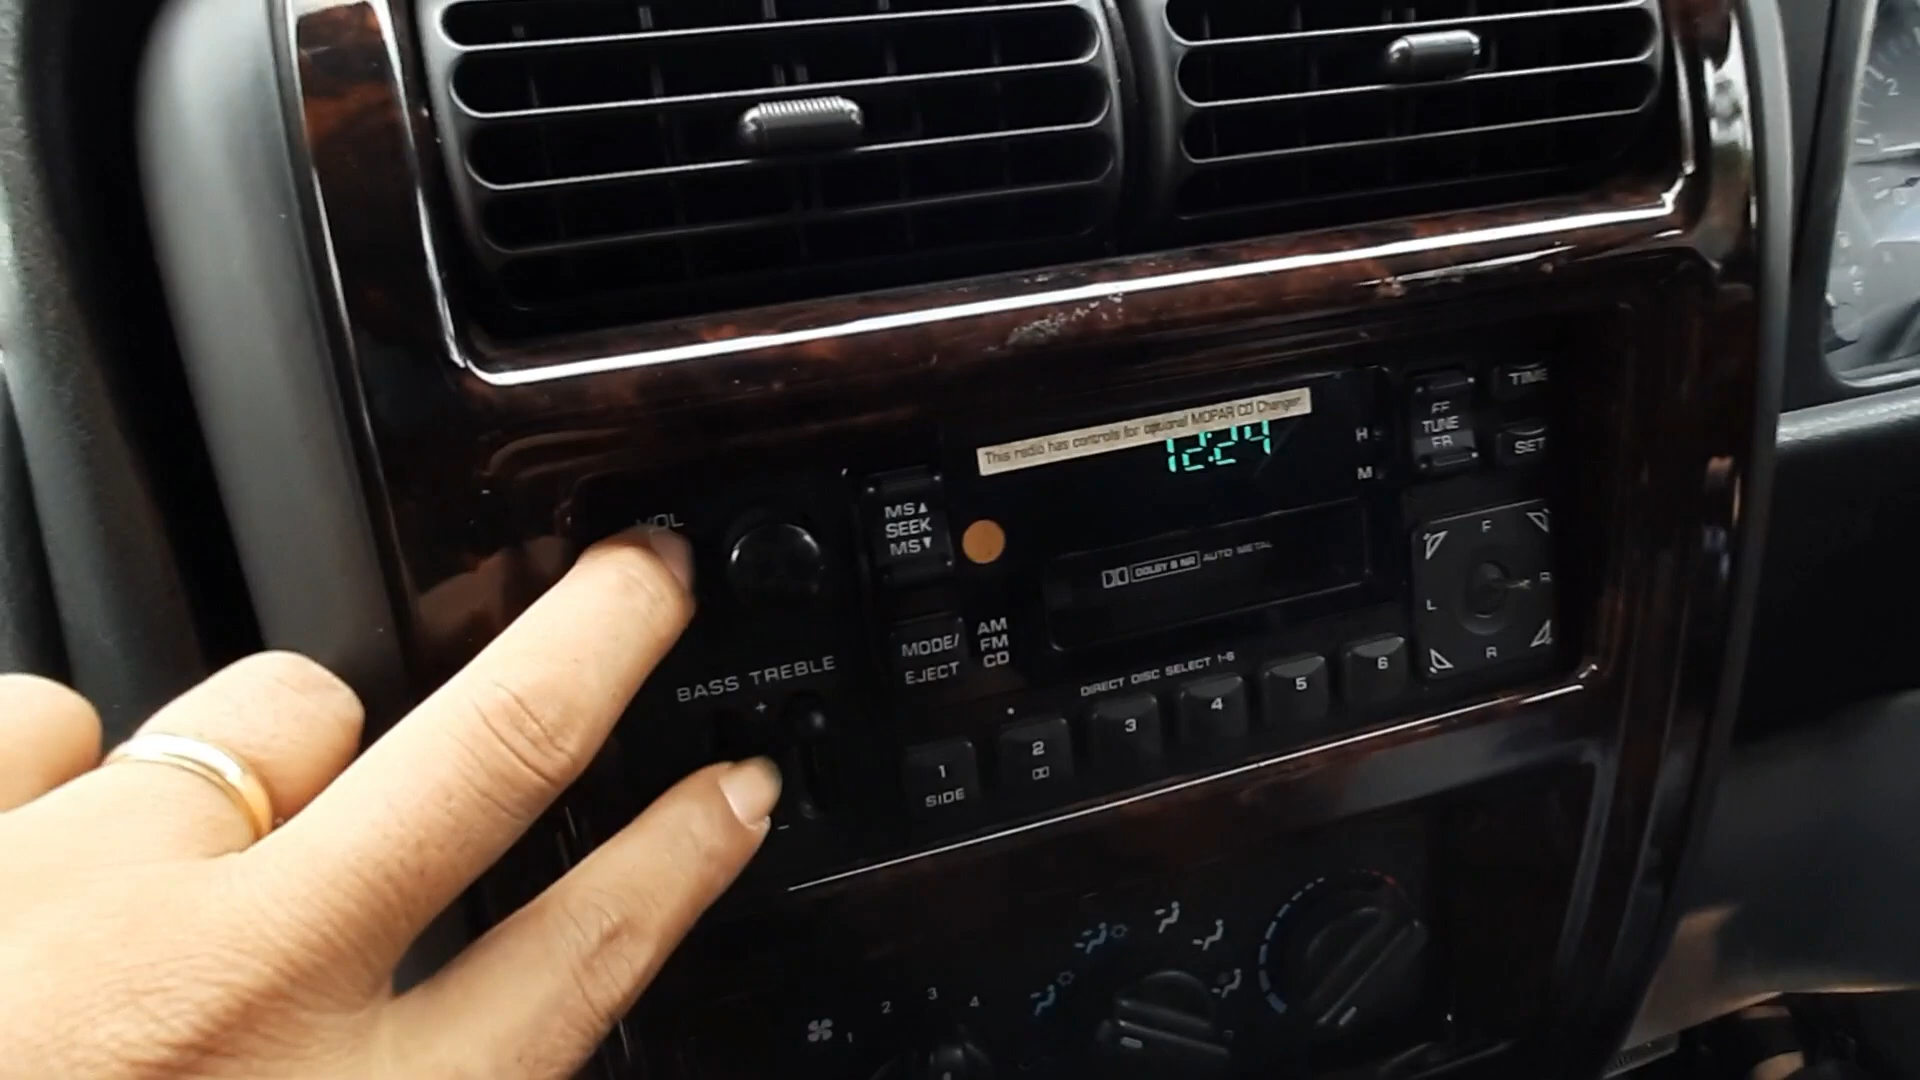 This radio has controls for optional MOPAR CD Changer.
12:24
H
M
FF
TUNE
FR
TIME
SET
VOL
MS▲
SEEK
MS▼
DOLBY B NR AUTO METAL
BASS TREBLE
+
−
MODE/
EJECT
AM
FM
CD
DIRECT DISC SELECT 1-6
1
SIDE
2
3
4
5
6
F
L
R
R
1 2 3 4
2